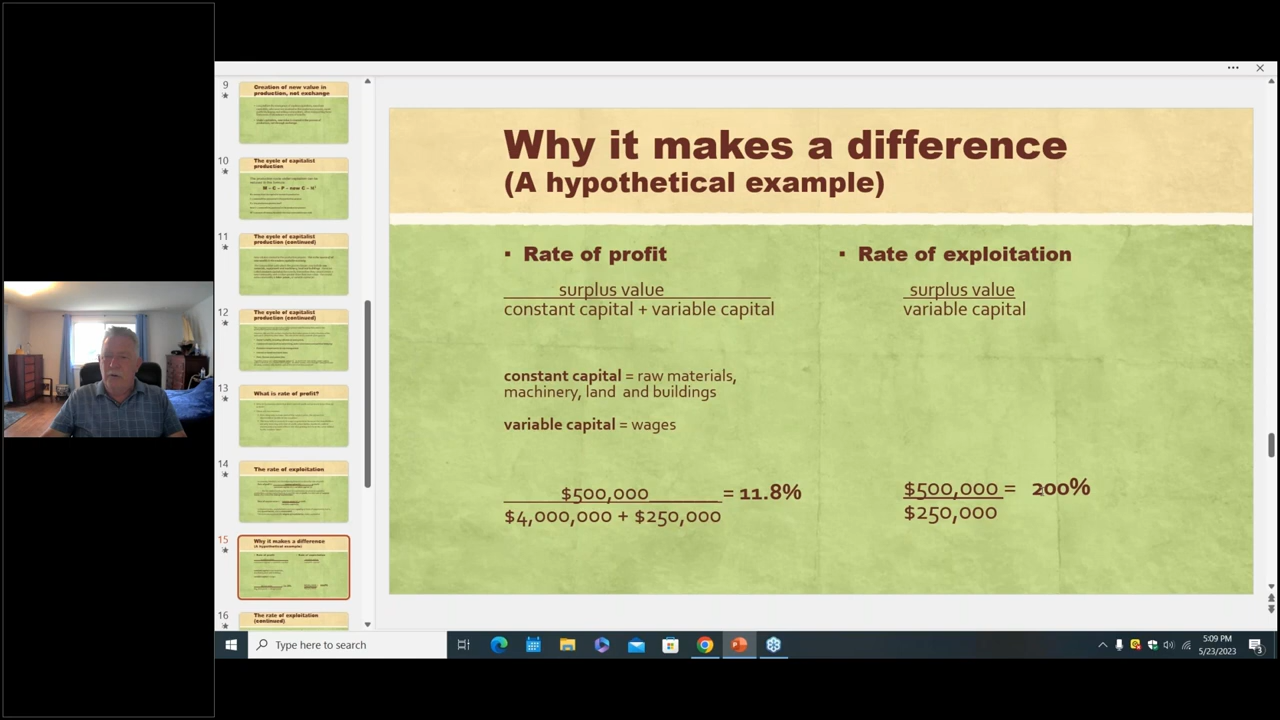 9
Creation of new value in
production, not exchange
10
The cycle of capitalist
production
M – C – P – new C – M'
11
The cycle of capitalist
production (continued)
12
The cycle of capitalist
production (continued)
13
What is rate of profit?
14
The rate of exploitation
15
Why it makes a difference
(A hypothetical example)
16
The rate of exploitation
(continued)
Why it makes a difference
(A hypothetical example)
▪ Rate of profit
surplus value
constant capital + variable capital
constant capital = raw materials,
machinery, land and buildings
variable capital = wages
$500,000 = 11.8%
$4,000,000 + $250,000
▪ Rate of exploitation
surplus value
variable capital
$500,000 = 200%
$250,000
Type here to search
5:09 PM
5/23/2023
3